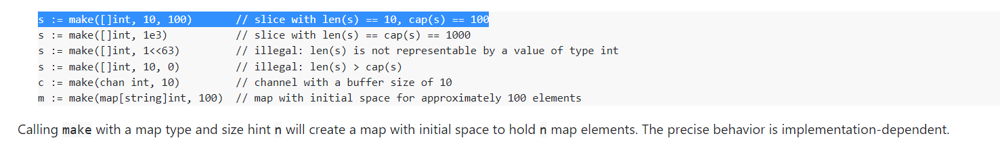 s := make([]int, 10, 100)       // slice with len(s) == 10, cap(s) == 100
s := make([]int, 1e3)           // slice with len(s) == cap(s) == 1000
s := make([]int, 1<<63)         // illegal: len(s) is not representable by a value of type int
s := make([]int, 10, 0)         // illegal: len(s) > cap(s)
c := make(chan int, 10)         // channel with a buffer size of 10
m := make(map[string]int, 100)  // map with initial space for approximately 100 elements
Calling make with a map type and size hint n will create a map with initial space to hold n map elements. The precise behavior is implementation-dependent.